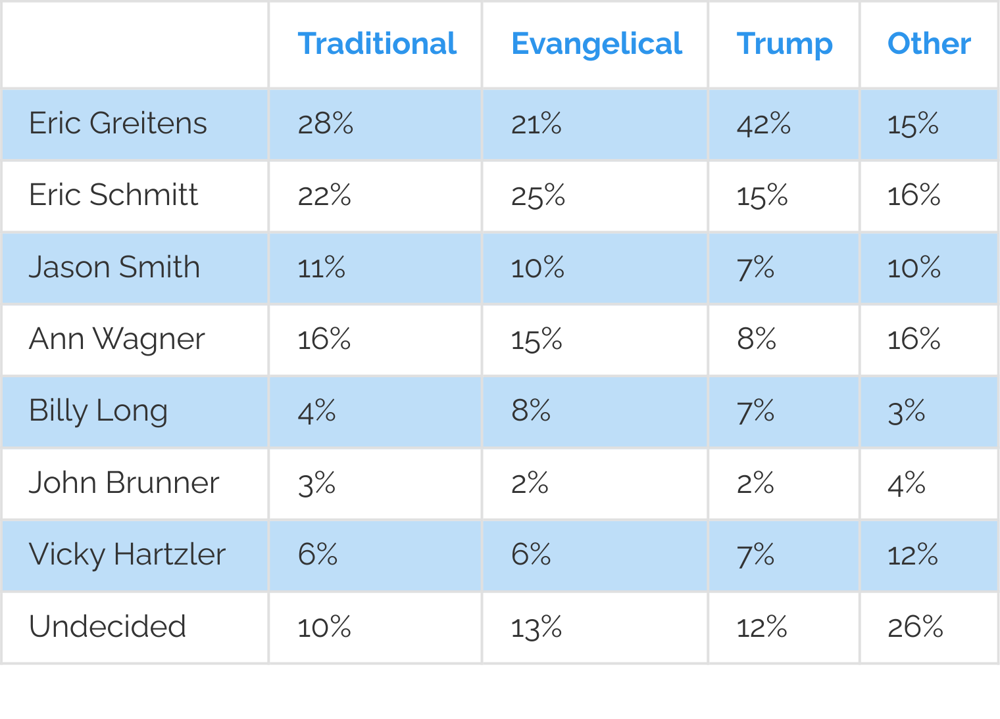 Traditional Evangelical Trump Other
Eric Greitens 28% 21% 42% 15%
Eric Schmitt 22% 25% 15% 16%
Jason Smith 11% 10% 7% 10%
Ann Wagner 16% 15% 8% 16%
Billy Long 4% 8% 7% 3%
John Brunner 3% 2% 2% 4%
Vicky Hartzler 6% 6% 7% 12%
Undecided 10% 13% 12% 26%